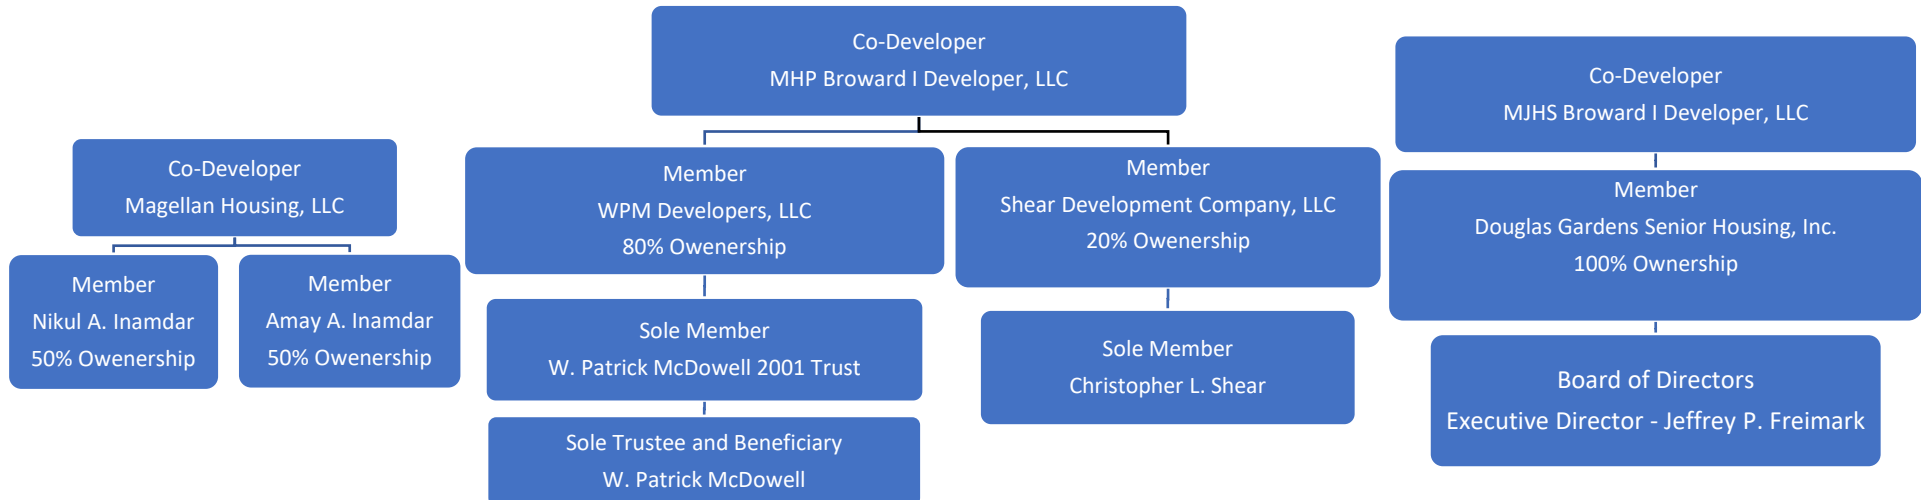 Co-Developer
MHP Broward I Developer, LLC
Co-Developer
MJHS Broward I Developer, LLC
Co-Developer
Magellan Housing, LLC
Member
WPM Developers, LLC
80% Owenership
Member
Shear Development Company, LLC
20% Owenership
Member
Douglas Gardens Senior Housing, Inc.
100% Ownership
Member
Nikul A. Inamdar
50% Owenership
Member
Amay A. Inamdar
50% Owenership
Sole Member
W. Patrick McDowell 2001 Trust
Sole Member
Christopher L. Shear
Board of Directors
Executive Director - Jeffrey P. Freimark
Sole Trustee and Beneficiary
W. Patrick McDowell